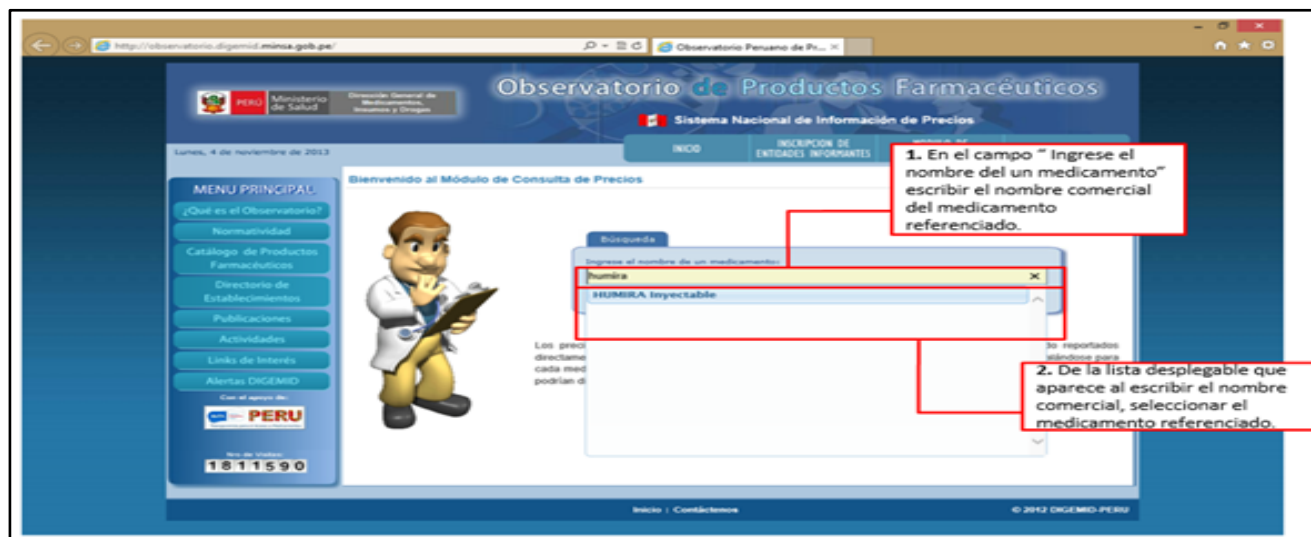 http://observatorio.digemid.minsa.gob.pe/
Observatorio Peruano de Pr...
PERÚ Ministerio de Salud
Dirección General de
Medicamentos,
Insumos y Drogas
Observatorio de Productos Farmacéuticos
Sistema Nacional de Información de Precios
Lunes, 4 de noviembre de 2013
INICIO
INSCRIPCION DE
ENTIDADES INFORMANTES
1. En el campo “ Ingrese el
nombre del un medicamento”
escribir el nombre comercial
del medicamento
referenciado.
MENU PRINCIPAL
¿Qué es el Observatorio?
Normatividad
Catálogo de Productos
Farmacéuticos
Directorio de
Establecimientos
Publicaciones
Actividades
Links de Interés
Alertas DIGEMID
Con el apoyo de:
PERU
Nro de Visitas:
1811590
Bienvenido al Módulo de Consulta de Precios
Búsqueda
Ingrese el nombre de un medicamento:
humira
HUMIRA Inyectable
Los
reportados
cada
para
2. De la lista desplegable que
aparece al escribir el nombre
comercial, seleccionar el
medicamento referenciado.
Inicio | Contáctenos
© 2012 DIGEMID-PERU